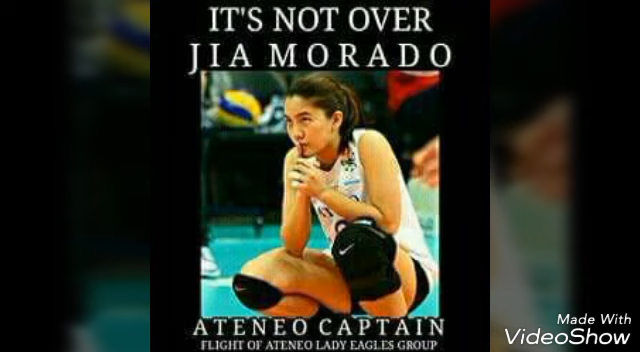 IT'S NOT OVER
JIA MORADO
ATENEO CAPTAIN
FLIGHT OF ATENEO LADY EAGLES GROUP
Made With
VideoShow